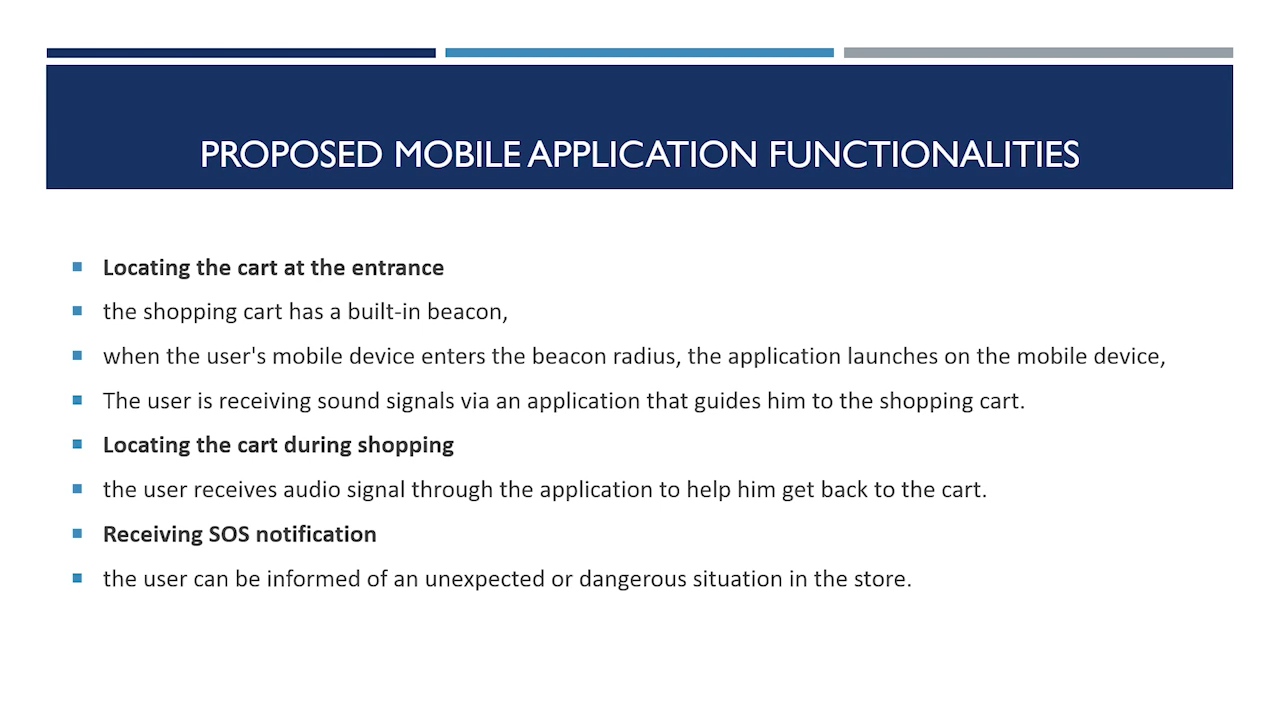 PROPOSED MOBILE APPLICATION FUNCTIONALITIES
Locating the cart at the entrance
the shopping cart has a built-in beacon,
when the user's mobile device enters the beacon radius, the application launches on the mobile device,
The user is receiving sound signals via an application that guides him to the shopping cart.
Locating the cart during shopping
the user receives audio signal through the application to help him get back to the cart.
Receiving SOS notification
the user can be informed of an unexpected or dangerous situation in the store.